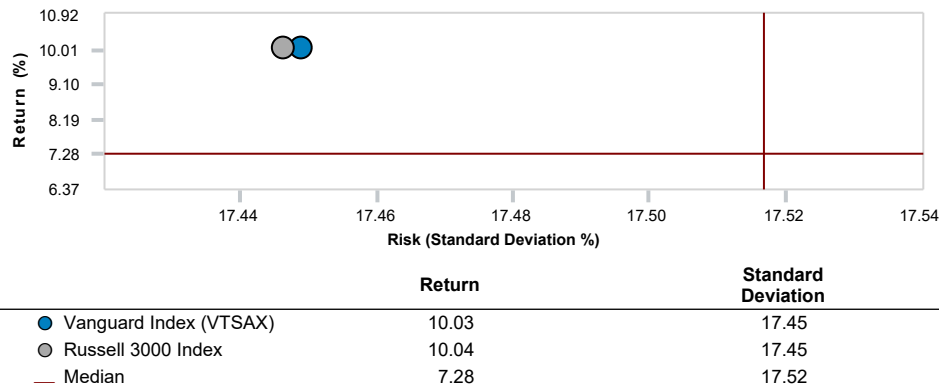 10.92
10.01
9.10
8.19
7.28
6.37
Return (%)
17.44 17.46 17.48 17.50 17.52 17.54
Risk (Standard Deviation %)
Return Standard Deviation
Vanguard Index (VTSAX) 10.03 17.45
Russell 3000 Index 10.04 17.45
Median 7.28 17.52